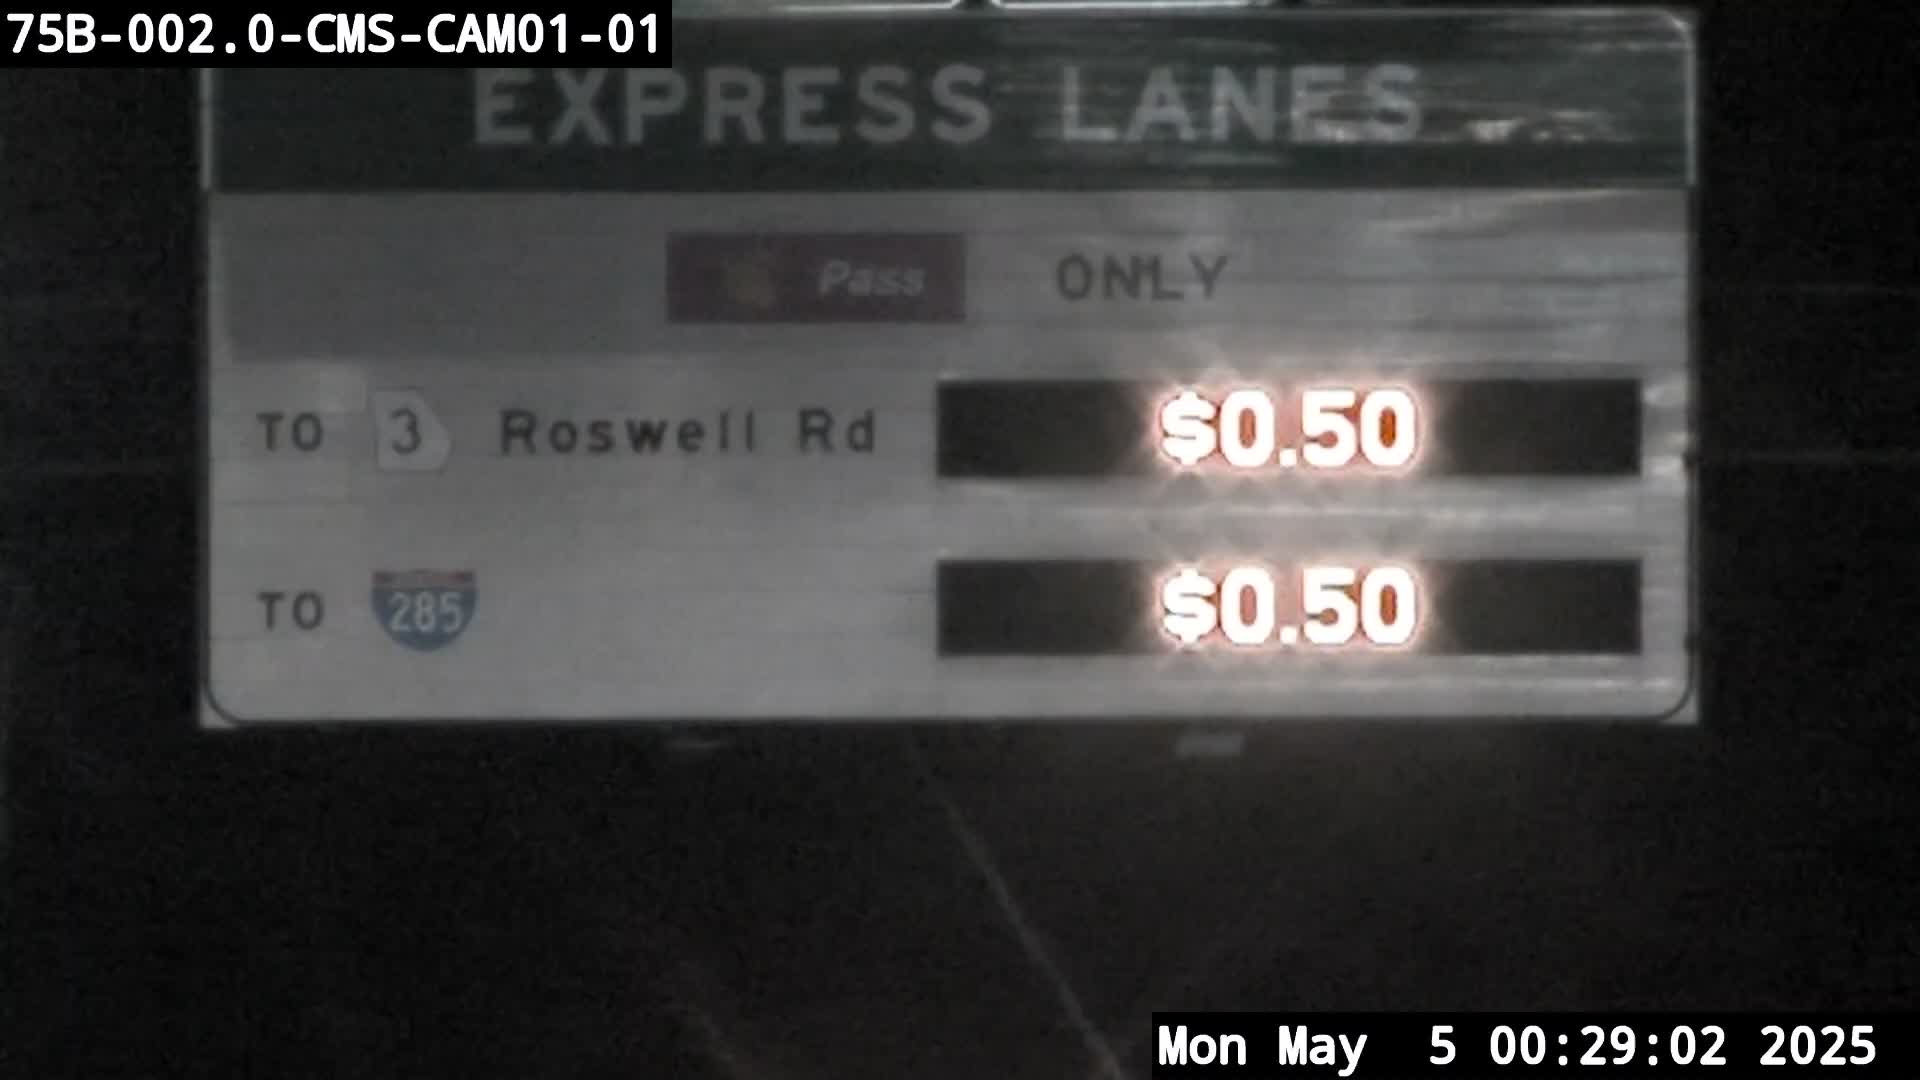 75B-002.0-CMS-CAM01-01
EXPRESS LANES
Pass ONLY
TO 3 Roswell Rd $0.50
TO 285 $0.50
Mon May 5 00:29:02 2025